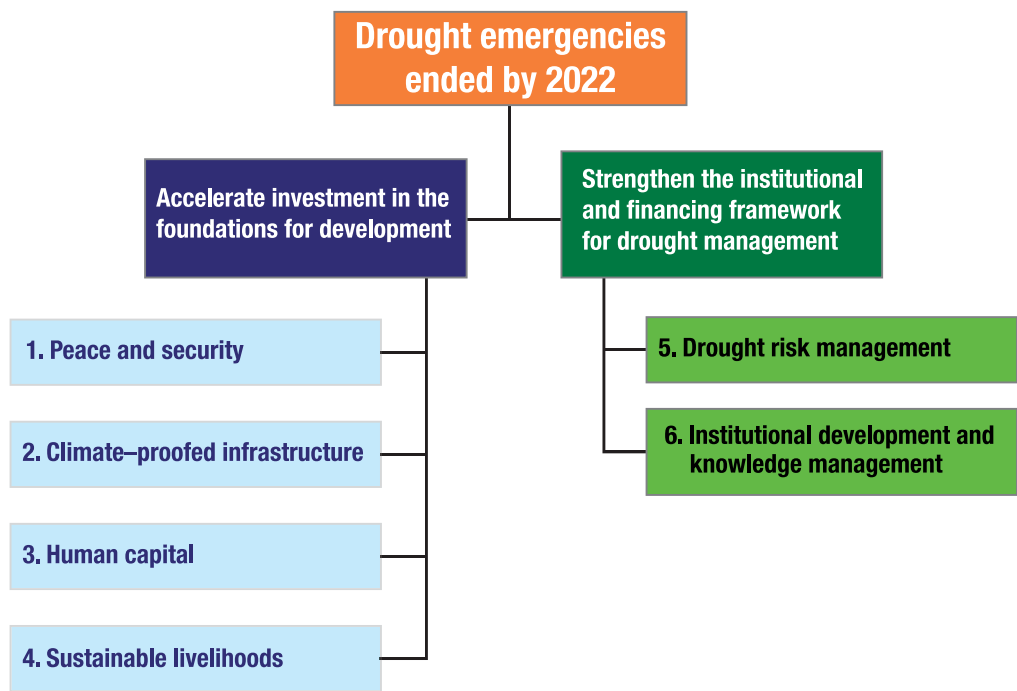 Drought emergencies
ended by 2022
Accelerate investment in the
foundations for development
Strengthen the institutional
and financing framework
for drought management
1. Peace and security
2. Climate–proofed infrastructure
3. Human capital
4. Sustainable livelihoods
5. Drought risk management
6. Institutional development and
knowledge management